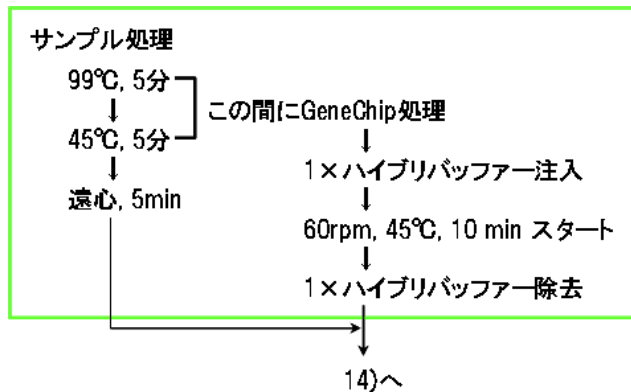 サンプル処理
99℃, 5分
45℃, 5分
遠心, 5min
この間にGeneChip処理
1×ハイブリバッファー注入
60rpm, 45℃, 10 min スタート
1×ハイブリバッファー除去
14)へ